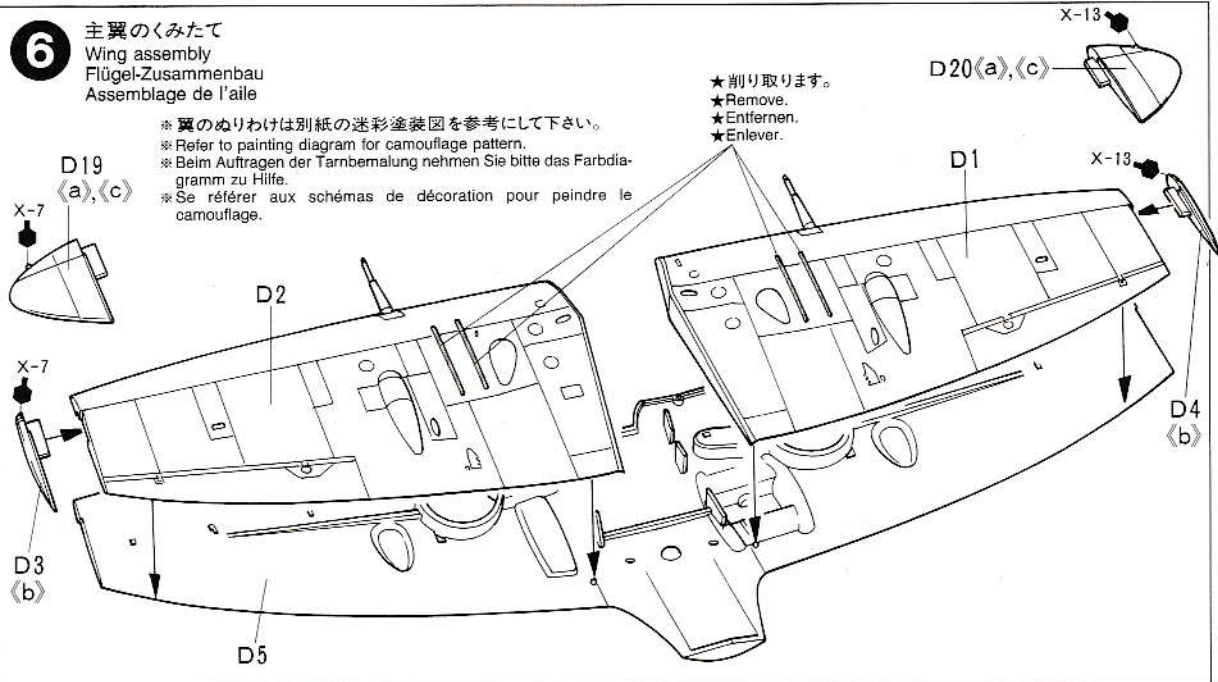 6
主翼のくみたて
Wing assembly
Flügel-Zusammenbau
Assemblage de l'aile
※翼のぬりわけは別紙の迷彩塗装図を参考にして下さい。
※Refer to painting diagram for camouflage pattern.
※Beim Auftragen der Tarnbemalung nehmen Sie bitte das Farbdia-
gramm zu Hilfe.
※Se référer aux schémas de décoration pour peindre le
camouflage.
★削り取ります。
★Remove.
★Entfernen.
★Enlever.
X-13
D20《a》,《c》
D19
《a》,《c》
X-7
D2
D1
X-13
X-7
D3
《b》
D4
《b》
D5